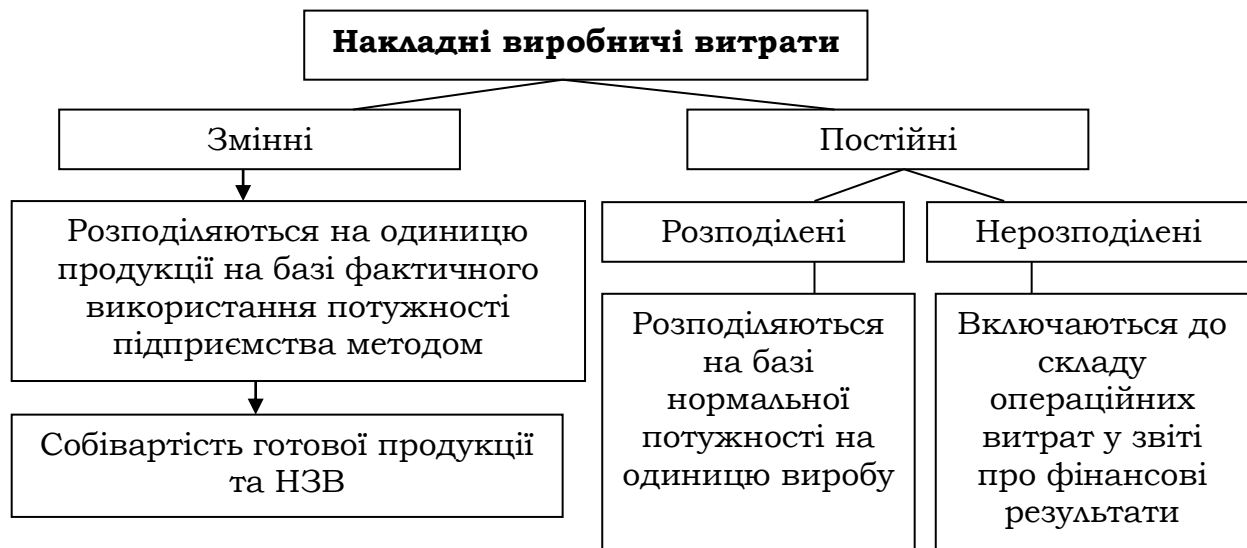 Накладні виробничі витрати
Змінні
Постійні
Розподіляються на одиницю
продукції на базі фактичного
використання потужності
підприємства методом
Розподілені
Нерозподілені
Собівартість готової продукції
та НЗВ
Розподіляються
на базі
нормальної
потужності на
одиницю виробу
Включаються до
складу
операційних
витрат у звіті
про фінансові
результати